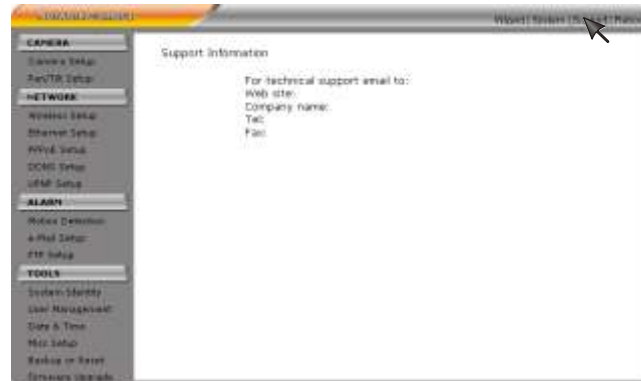 Wizard | System | Support |
CAMERA
Camera Setup
Pan/Tilt Setup
NETWORK
Wireless Setup
Ethernet Setup
PPPoE Setup
DDNS Setup
UPNP Setup
ALARM
Motion Detection
e-Mail Setup
FTP Setup
TOOLS
System Identity
User Management
Date & Time
Misc Setup
Backup or Reset
Firmware Upgrade
Support Information
For technical support email to:
Web site:
Company name:
Tel:
Fax: